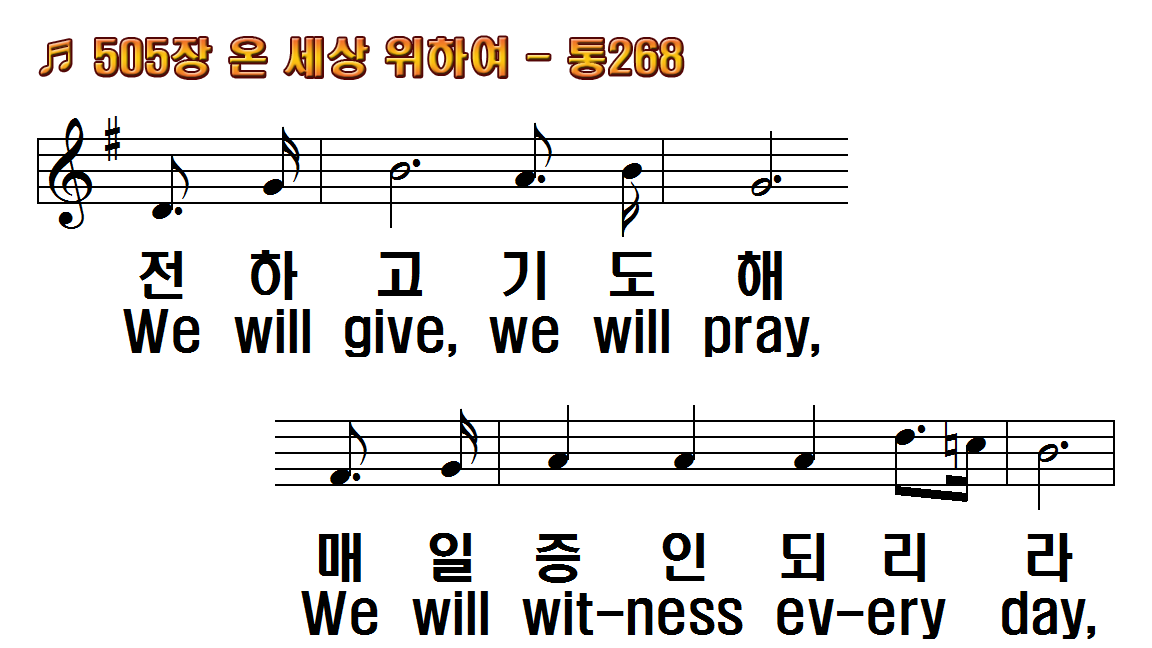 ♬ 505장 온 세상 위하여 - 통268
전 하 고 기 도 해
We will give, we will pray,
매 일 증 인 되 리 라
We will wit-ness ev-ery day,